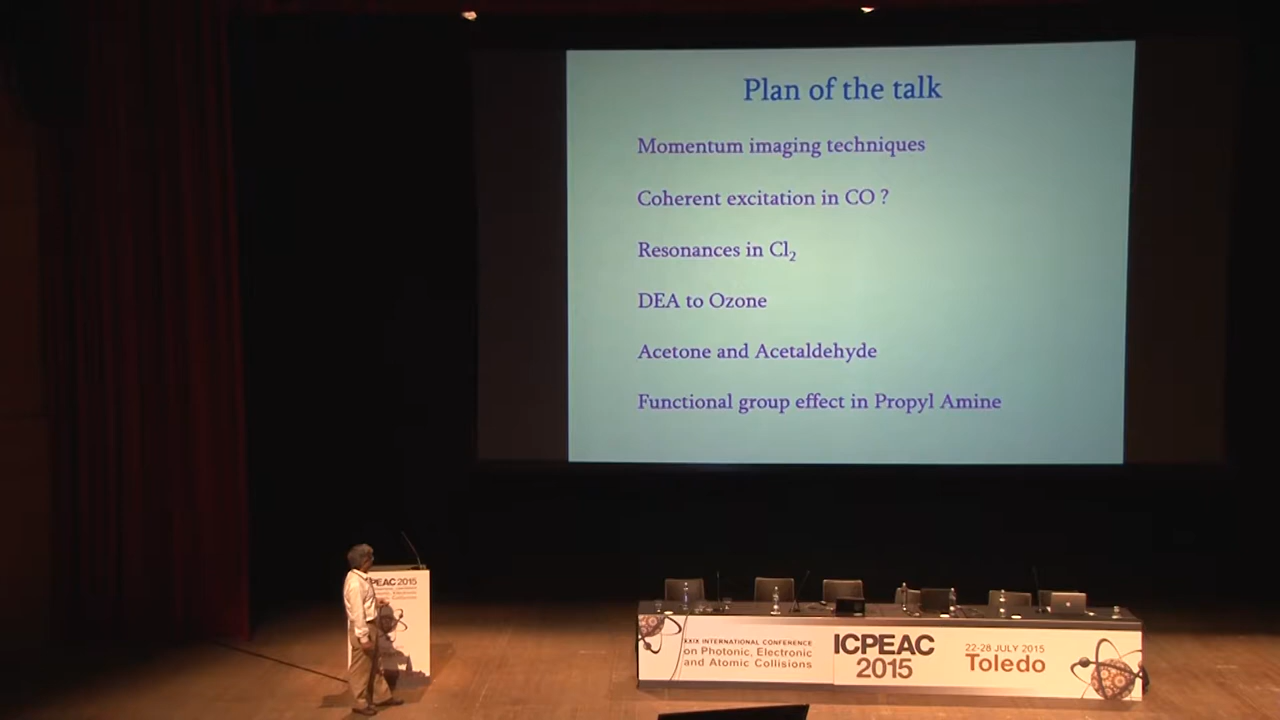 Plan of the talk
Momentum imaging techniques
Coherent excitation in CO ?
Resonances in Cl₂
DEA to Ozone
Acetone and Acetaldehyde
Functional group effect in Propyl Amine
PEAC 2015
XXIX INTERNATIONAL CONFERENCE
on Photonic, Electronic
and Atomic Collisions
ICPEAC
2015
22-28 JULY 2015
Toledo